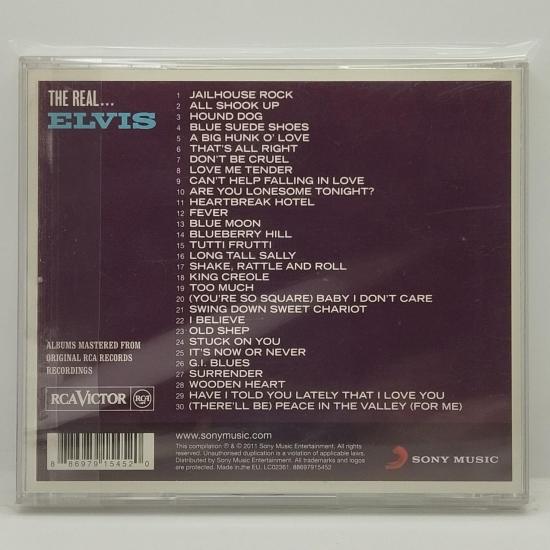 THE REAL...
ELVIS
1 JAILHOUSE ROCK
2 ALL SHOOK UP
3 HOUND DOG
4 BLUE SUEDE SHOES
5 A BIG HUNK O' LOVE
6 THAT'S ALL RIGHT
7 DON'T BE CRUEL
8 LOVE ME TENDER
9 CAN'T HELP FALLING IN LOVE
10 ARE YOU LONESOME TONIGHT?
11 HEARTBREAK HOTEL
12 FEVER
13 BLUE MOON
14 BLUEBERRY HILL
15 TUTTI FRUTTI
16 LONG TALL SALLY
17 SHAKE, RATTLE AND ROLL
18 KING CREOLE
19 TOO MUCH
20 (YOU'RE SO SQUARE) BABY I DON'T CARE
21 SWING DOWN SWEET CHARIOT
22 I BELIEVE
23 OLD SHEP
24 STUCK ON YOU
25 IT'S NOW OR NEVER
26 G.I. BLUES
27 SURRENDER
28 WOODEN HEART
29 HAVE I TOLD YOU LATELY THAT I LOVE YOU
30 (THERE'LL BE) PEACE IN THE VALLEY (FOR ME)
ALBUMS MASTERED FROM
ORIGINAL RCA RECORDS
RECORDINGS
RCA VICTOR RCA
8 86979 15452 0
www.sonymusic.com
This compilation ℗ & © 2011 Sony Music Entertainment. All rights
reserved. Unauthorised duplication is a violation of applicable laws.
Distributed by Sony Music Entertainment. All trademarks and logos
are protected. Made in the EU. LC02361. 88697915452
SONY MUSIC